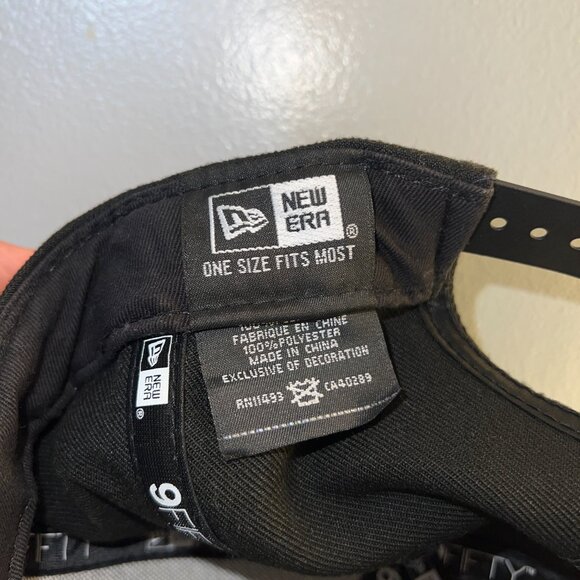 NEW
ERA®
ONE SIZE FITS MOST
FABRIQUE EN CHINE
100%POLYESTER
MADE IN CHINA
EXCLUSIVE OF DECORATION
RN11493 CA40289
NEW
ERA®